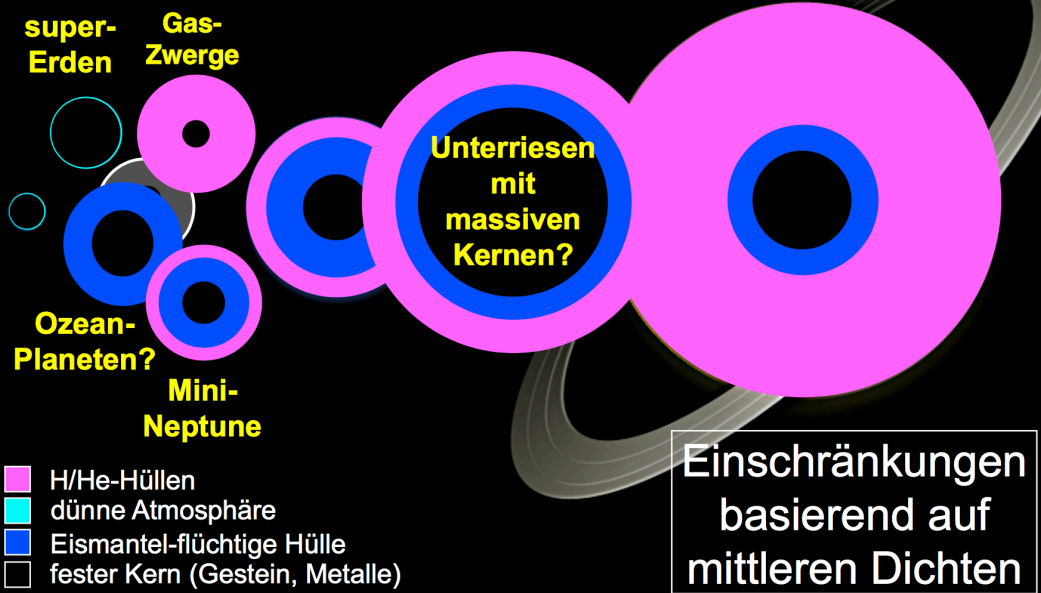 super-
Erden
Gas-
Zwerge
Unterriesen
mit
massiven
Kernen?
Ozean-
Planeten?
Mini-
Neptune
H/He-Hüllen
dünne Atmosphäre
Eismantel-flüchtige Hülle
fester Kern (Gestein, Metalle)
Einschränkungen
basierend auf
mittleren Dichten